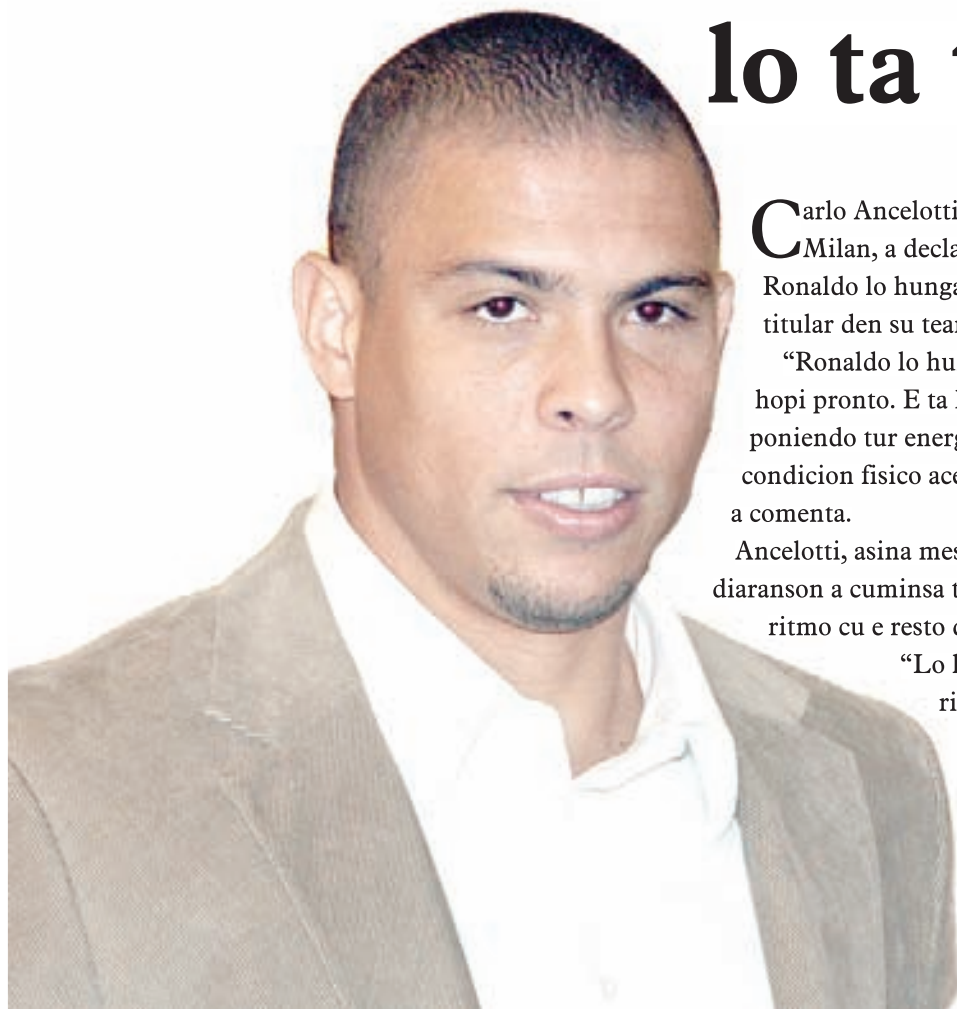 lo ta
Carlo Ancelotti
Milan, a decla
Ronaldo lo hunga
titular den su tea
“Ronaldo lo hu
hopi pronto. E ta
poniendo tur energ
condicion fisico ace
a comenta.
Ancelotti, asina mes
diaranson a cuminsa t
ritmo cu e resto
“Lo
ri